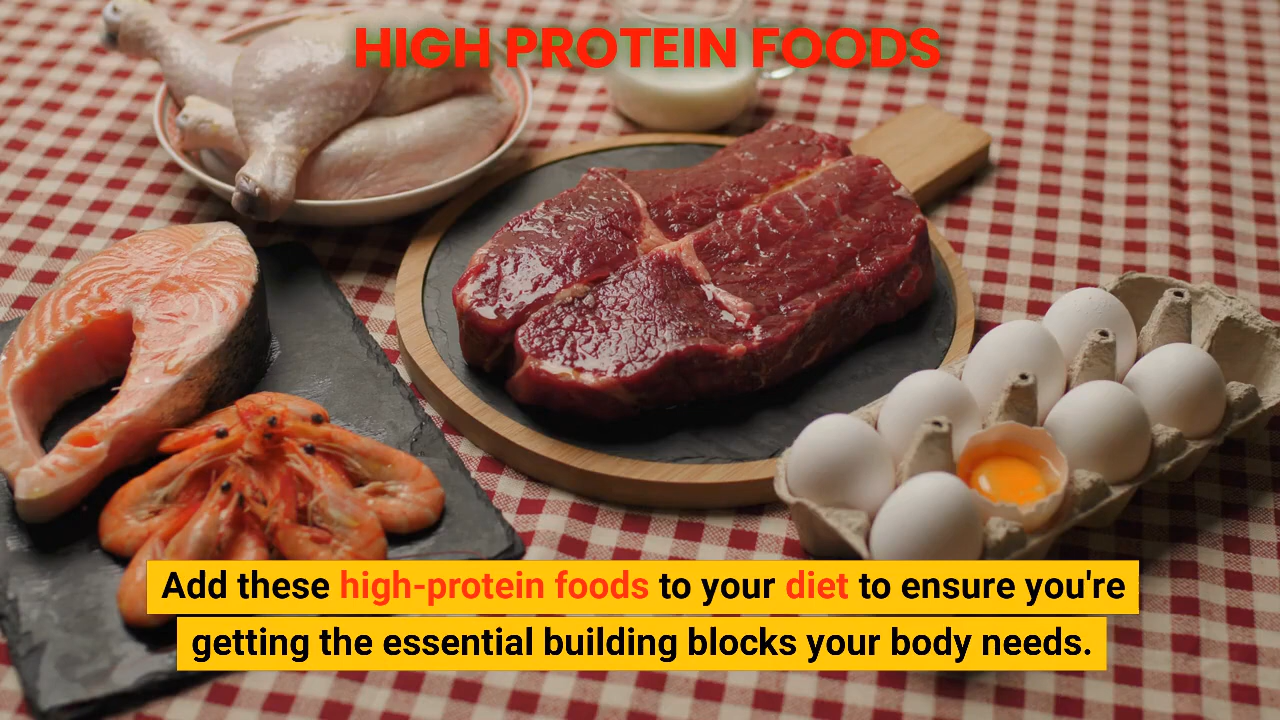 HIGH PROTEIN FOODS
Add these high-protein foods to your diet to ensure you're
getting the essential building blocks your body needs.